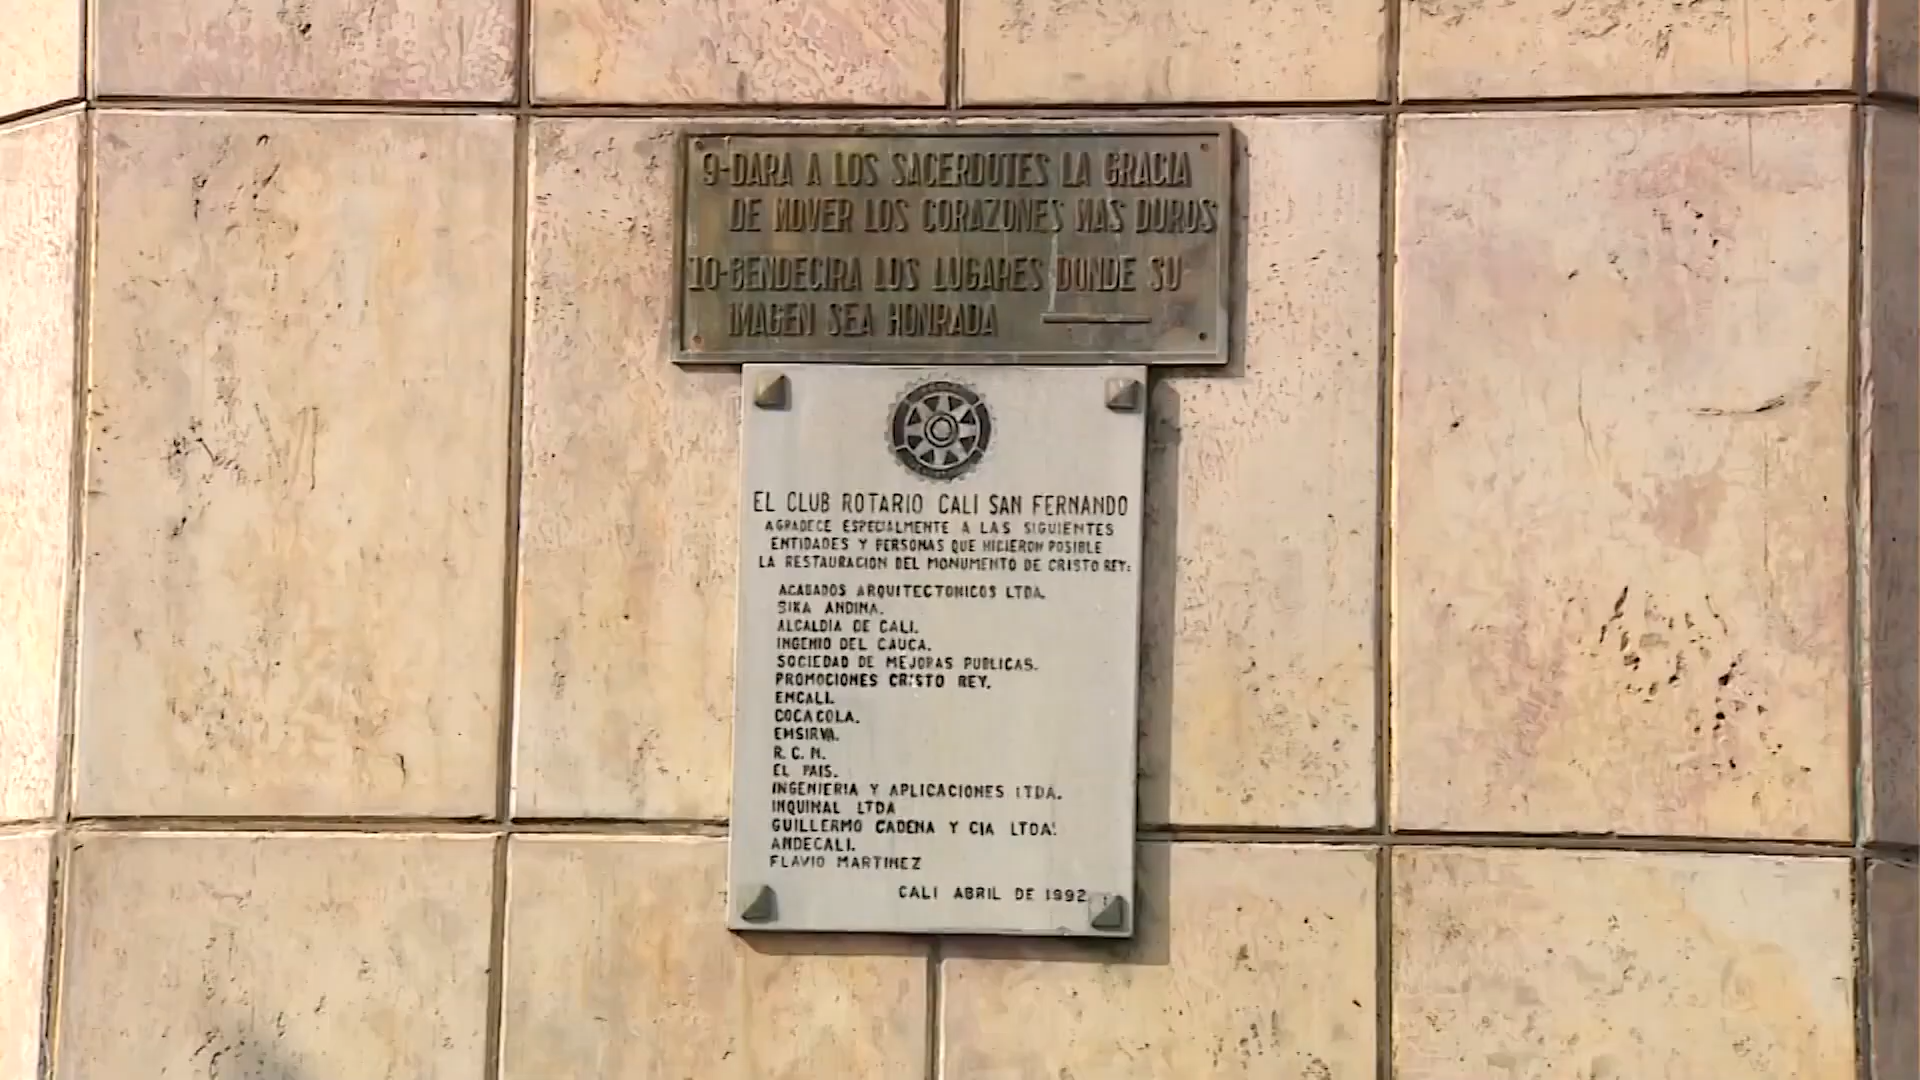 9-DARA A LOS SACERDOTES LA GRACIA
DE MOVER LOS CORAZONES MAS DUROS
10-BENDECIRA LOS LUGARES DONDE SU
IMAGEN SEA HONRADA
EL CLUB ROTARIO CALI SAN FERNANDO
AGRADECE ESPECIALMENTE A LAS SIGUIENTES
ENTIDADES Y PERSONAS QUE HICIERON POSIBLE
LA RESTAURACION DEL MONUMENTO DE CRISTO REY:
ACABADOS ARQUITECTONICOS LTDA.
SIKA ANDINA.
ALCALDIA DE CALI.
INGENIO DEL CAUCA.
SOCIEDAD DE MEJORAS PUBLICAS.
PROMOCIONES CRISTO REY.
EMCALI.
COCA COLA.
EMSIRVA.
R. C. N.
EL PAIS.
INGENIERIA Y APLICACIONES LTDA.
INQUINAL LTDA
GUILLERMO CADENA Y CIA LTDA.
ANDECALI.
FLAVIO MARTINEZ
CALI ABRIL DE 1992